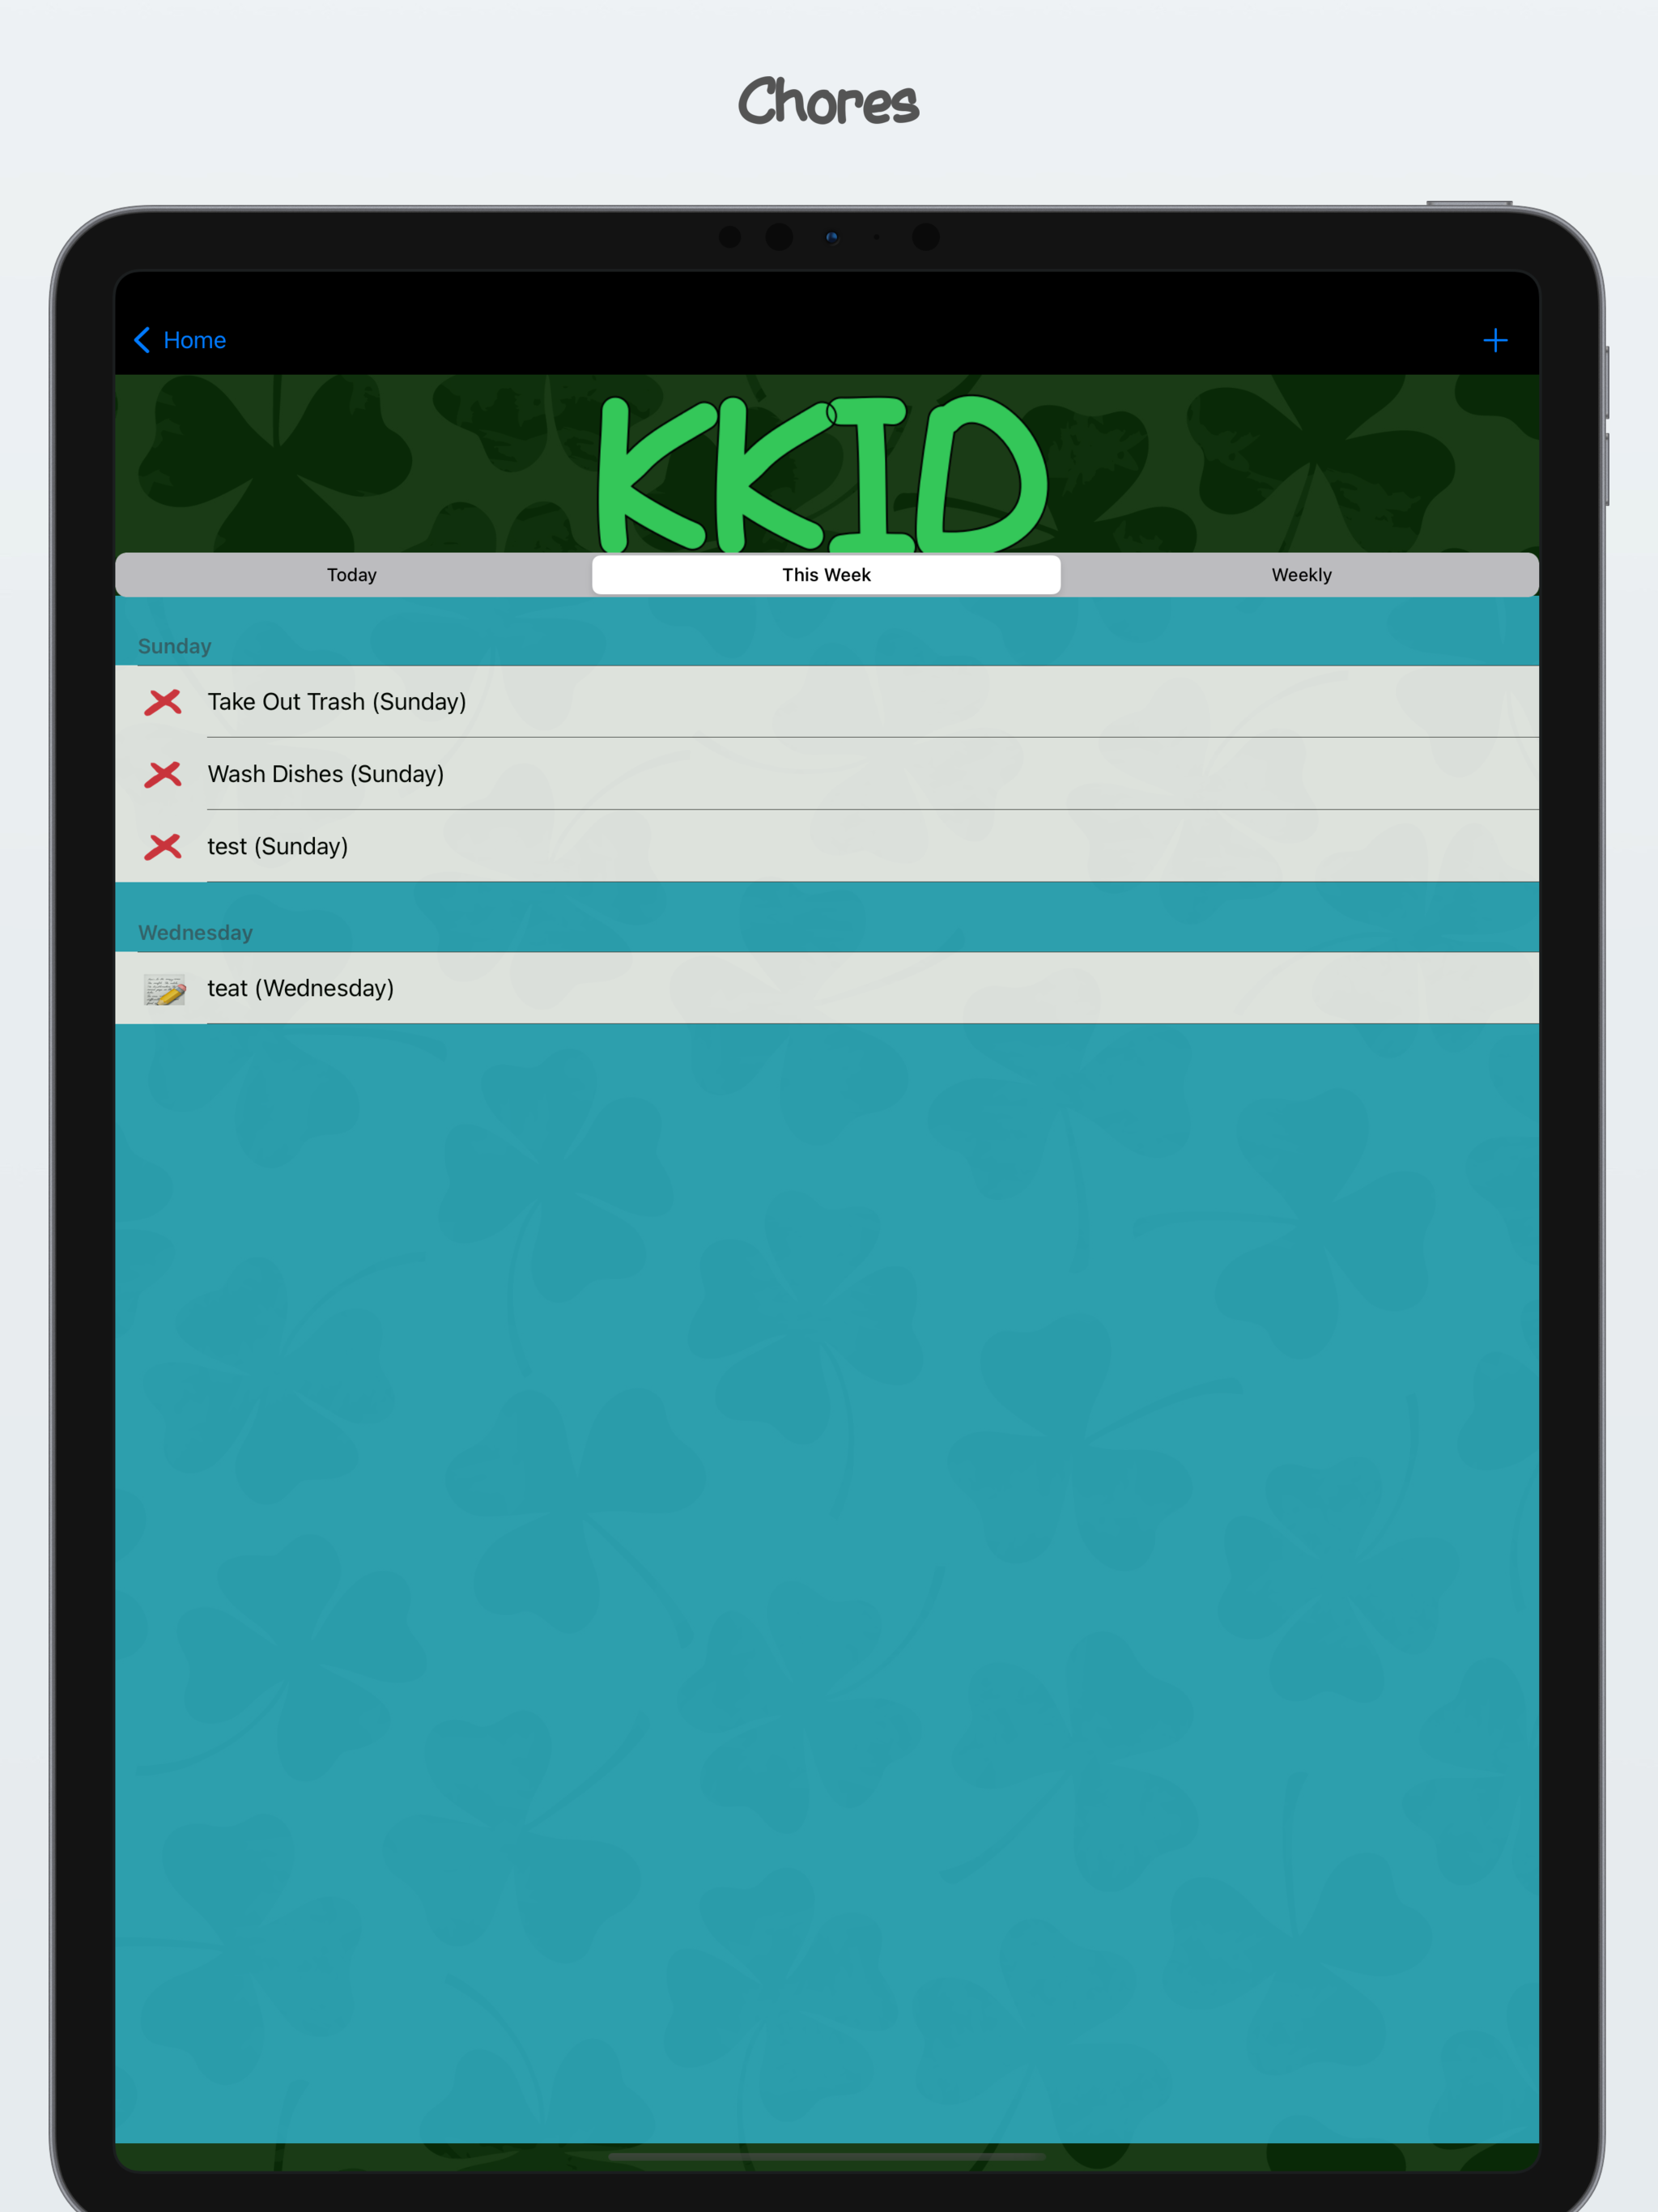 Chores
Home
KKID
Today This Week Weekly
Sunday
Take Out Trash (Sunday)
Wash Dishes (Sunday)
test (Sunday)
Wednesday
teat (Wednesday)